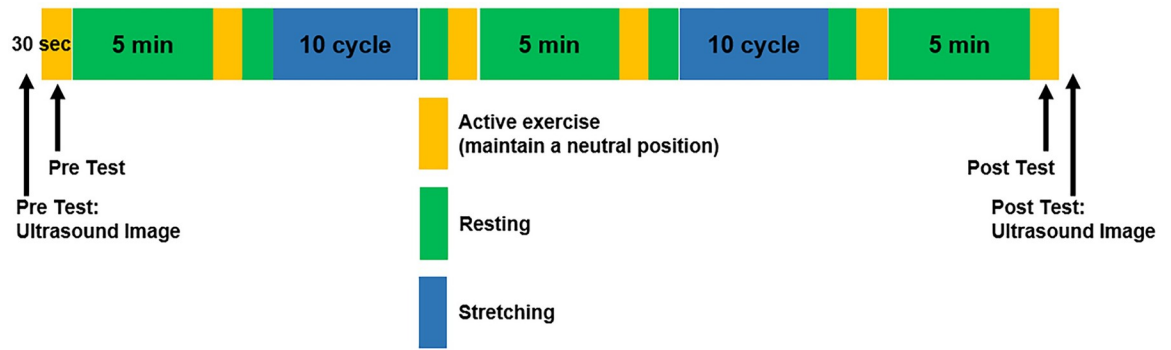 30 sec
5 min
10 cycle
5 min
10 cycle
5 min
Active exercise
(maintain a neutral position)
Pre Test
Post Test
Pre Test:
Ultrasound Image
Resting
Post Test:
Ultrasound Image
Stretching